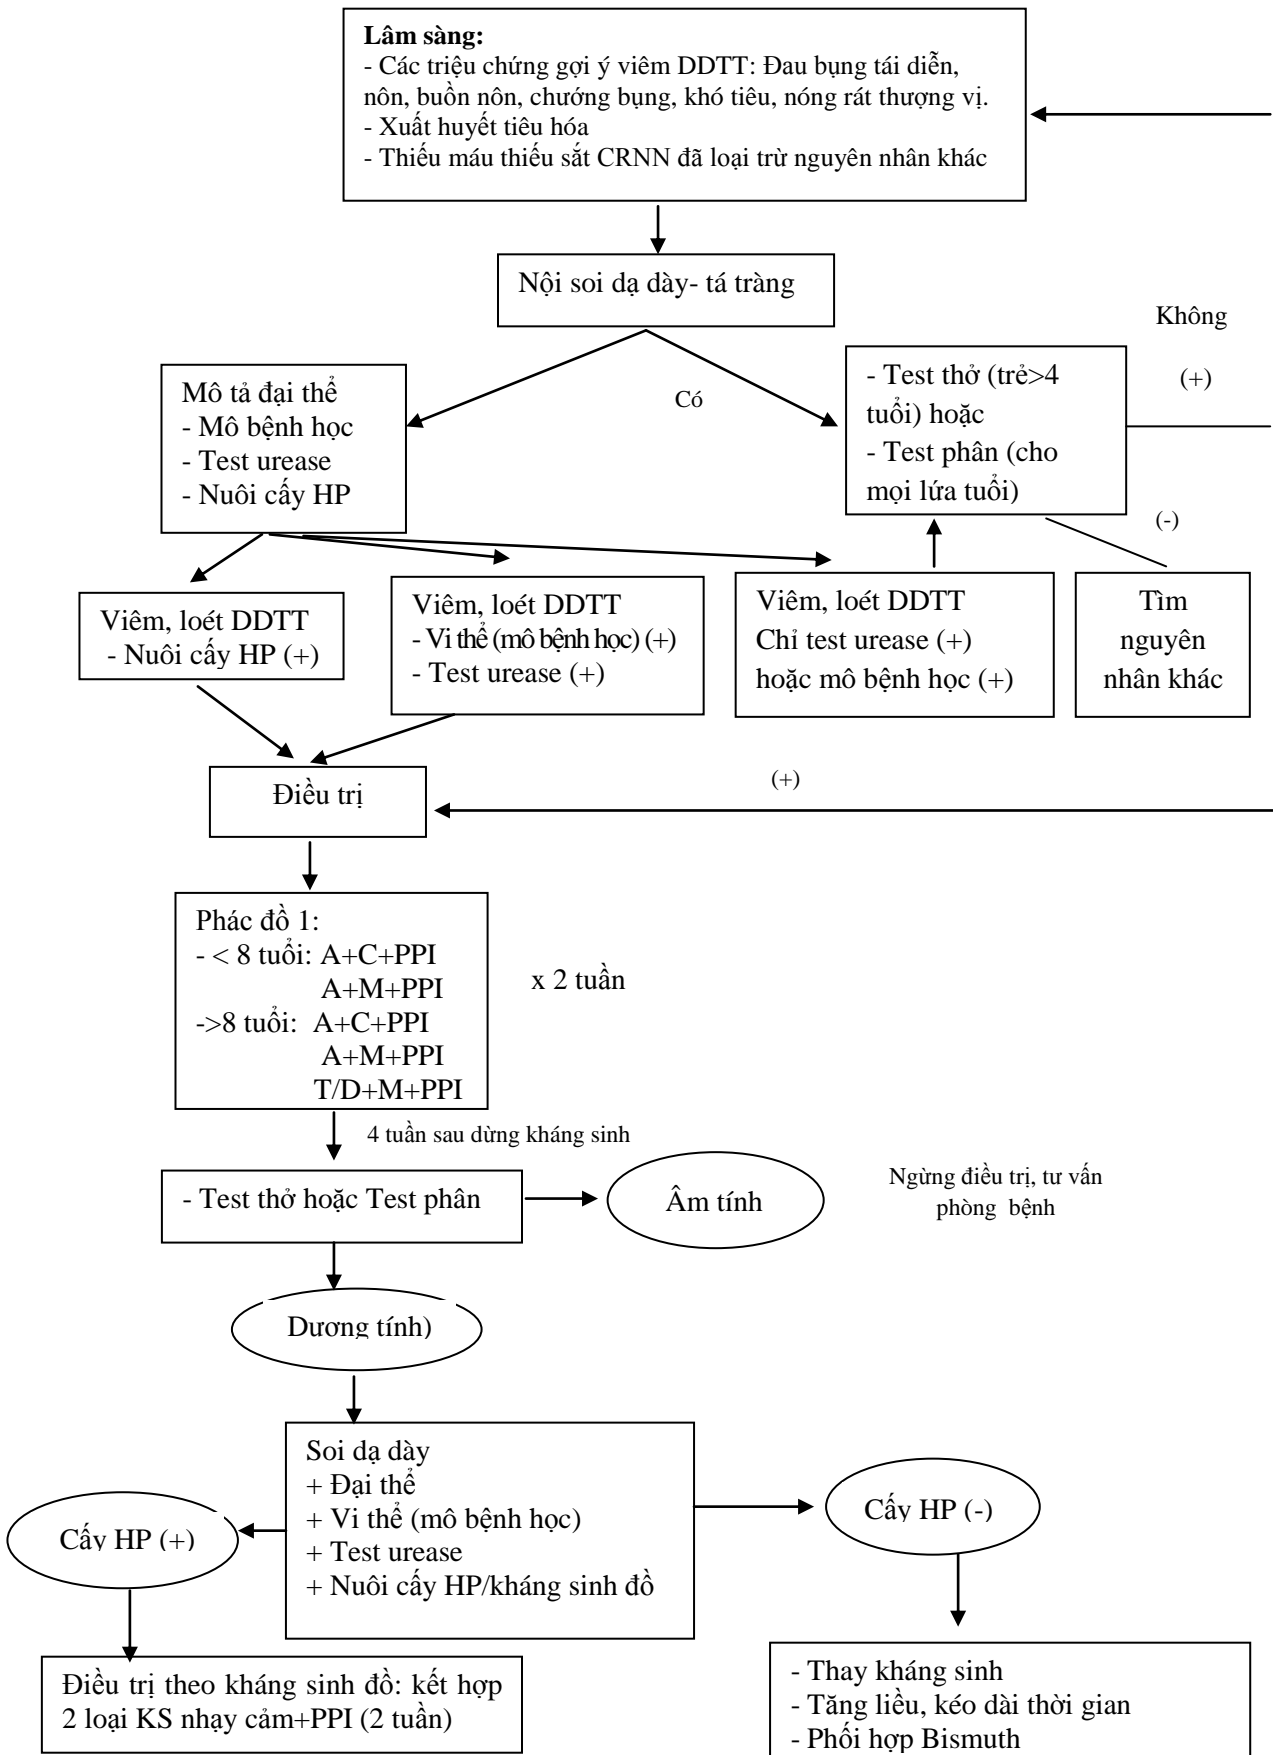 Lâm sàng:
- Các triệu chứng gợi ý viêm DDTT: Đau bụng tái diễn,
nôn, buồn nôn, chướng bụng, khó tiêu, nóng rát thượng vị.
- Xuất huyết tiêu hóa
- Thiếu máu thiếu sắt CRNN đã loại trừ nguyên nhân khác
Nội soi dạ dày- tá tràng
Không
Mô tả đại thể
- Mô bệnh học
- Test urease
- Nuôi cấy HP
Có
- Test thở (trẻ>4
tuổi) hoặc
- Test phân (cho
mọi lứa tuổi)
(+)
(-)
Viêm, loét DDTT
- Nuôi cấy HP (+)
Viêm, loét DDTT
- Vi thể (mô bệnh học) (+)
- Test urease (+)
Viêm, loét DDTT
Chỉ test urease (+)
hoặc mô bệnh học (+)
Tìm
nguyên
nhân khác
Điều trị
(+)
Phác đồ 1:
- < 8 tuổi: A+C+PPI
A+M+PPI
->8 tuổi: A+C+PPI
A+M+PPI
T/D+M+PPI
x 2 tuần
4 tuần sau dừng kháng sinh
- Test thở hoặc Test phân
Âm tính
Ngừng điều trị, tư vấn
phòng bệnh
Dương tính)
Soi dạ dày
+ Đại thể
+ Vi thể (mô bệnh học)
+ Test urease
+ Nuôi cấy HP/kháng sinh đồ
Cấy HP (+)
Cấy HP (-)
Điều trị theo kháng sinh đồ: kết hợp
2 loại KS nhạy cảm+PPI (2 tuần)
- Thay kháng sinh
- Tăng liều, kéo dài thời gian
- Phối hợp Bismuth